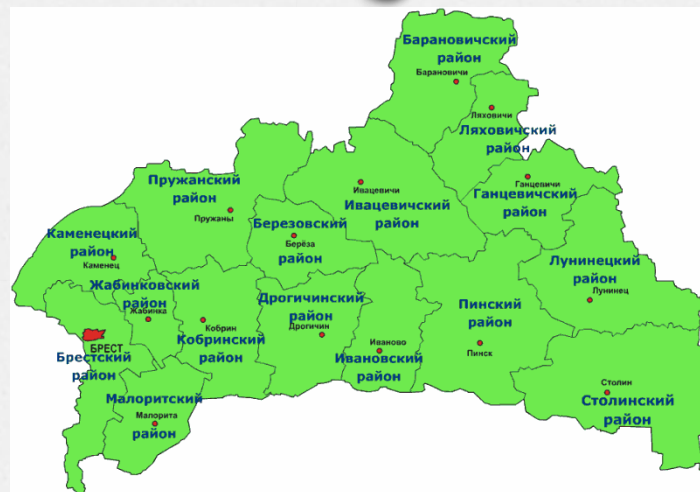 Барановичский
район
Барановичи
Ляховичи
Ляховичский
район
Пружанский
район
Пружаны
Ивацевичи
Ивацевичский
район
Ганцевичи
Ганцевичский
район
Каменецкий
район
Каменец
Березовский
Берёза
район
Лунинецкий
район
Лунинец
Жабинковский
район
Жабинка
Кобрин
Кобринский
район
Дрогичинский
район
Дрогичин
Иваново
Ивановский
район
Пинский
район
Пинск
БРЕСТ
Брестский
район
Малоритский
Малорита
район
Столин
Столинский
район